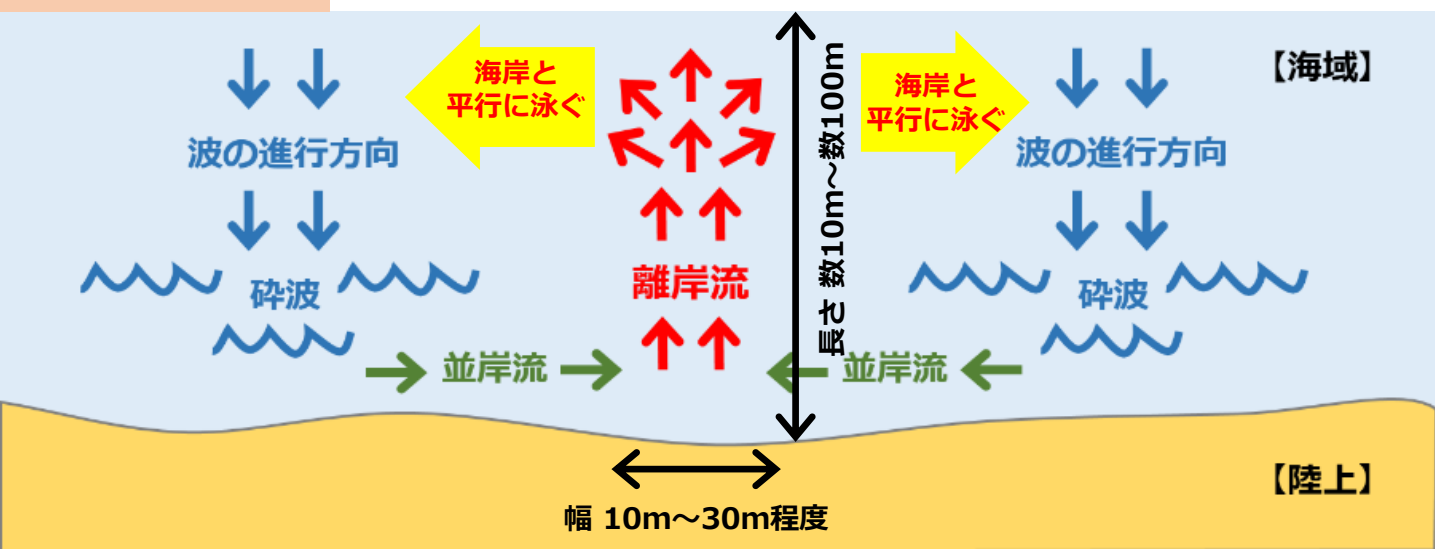 海岸と
平行に泳ぐ
海岸と
平行に泳ぐ
【海域】
波の進行方向
波の進行方向
長さ 数10m～数100m
砕波
離岸流
砕波
並岸流
並岸流
【陸上】
幅 10m～30m程度